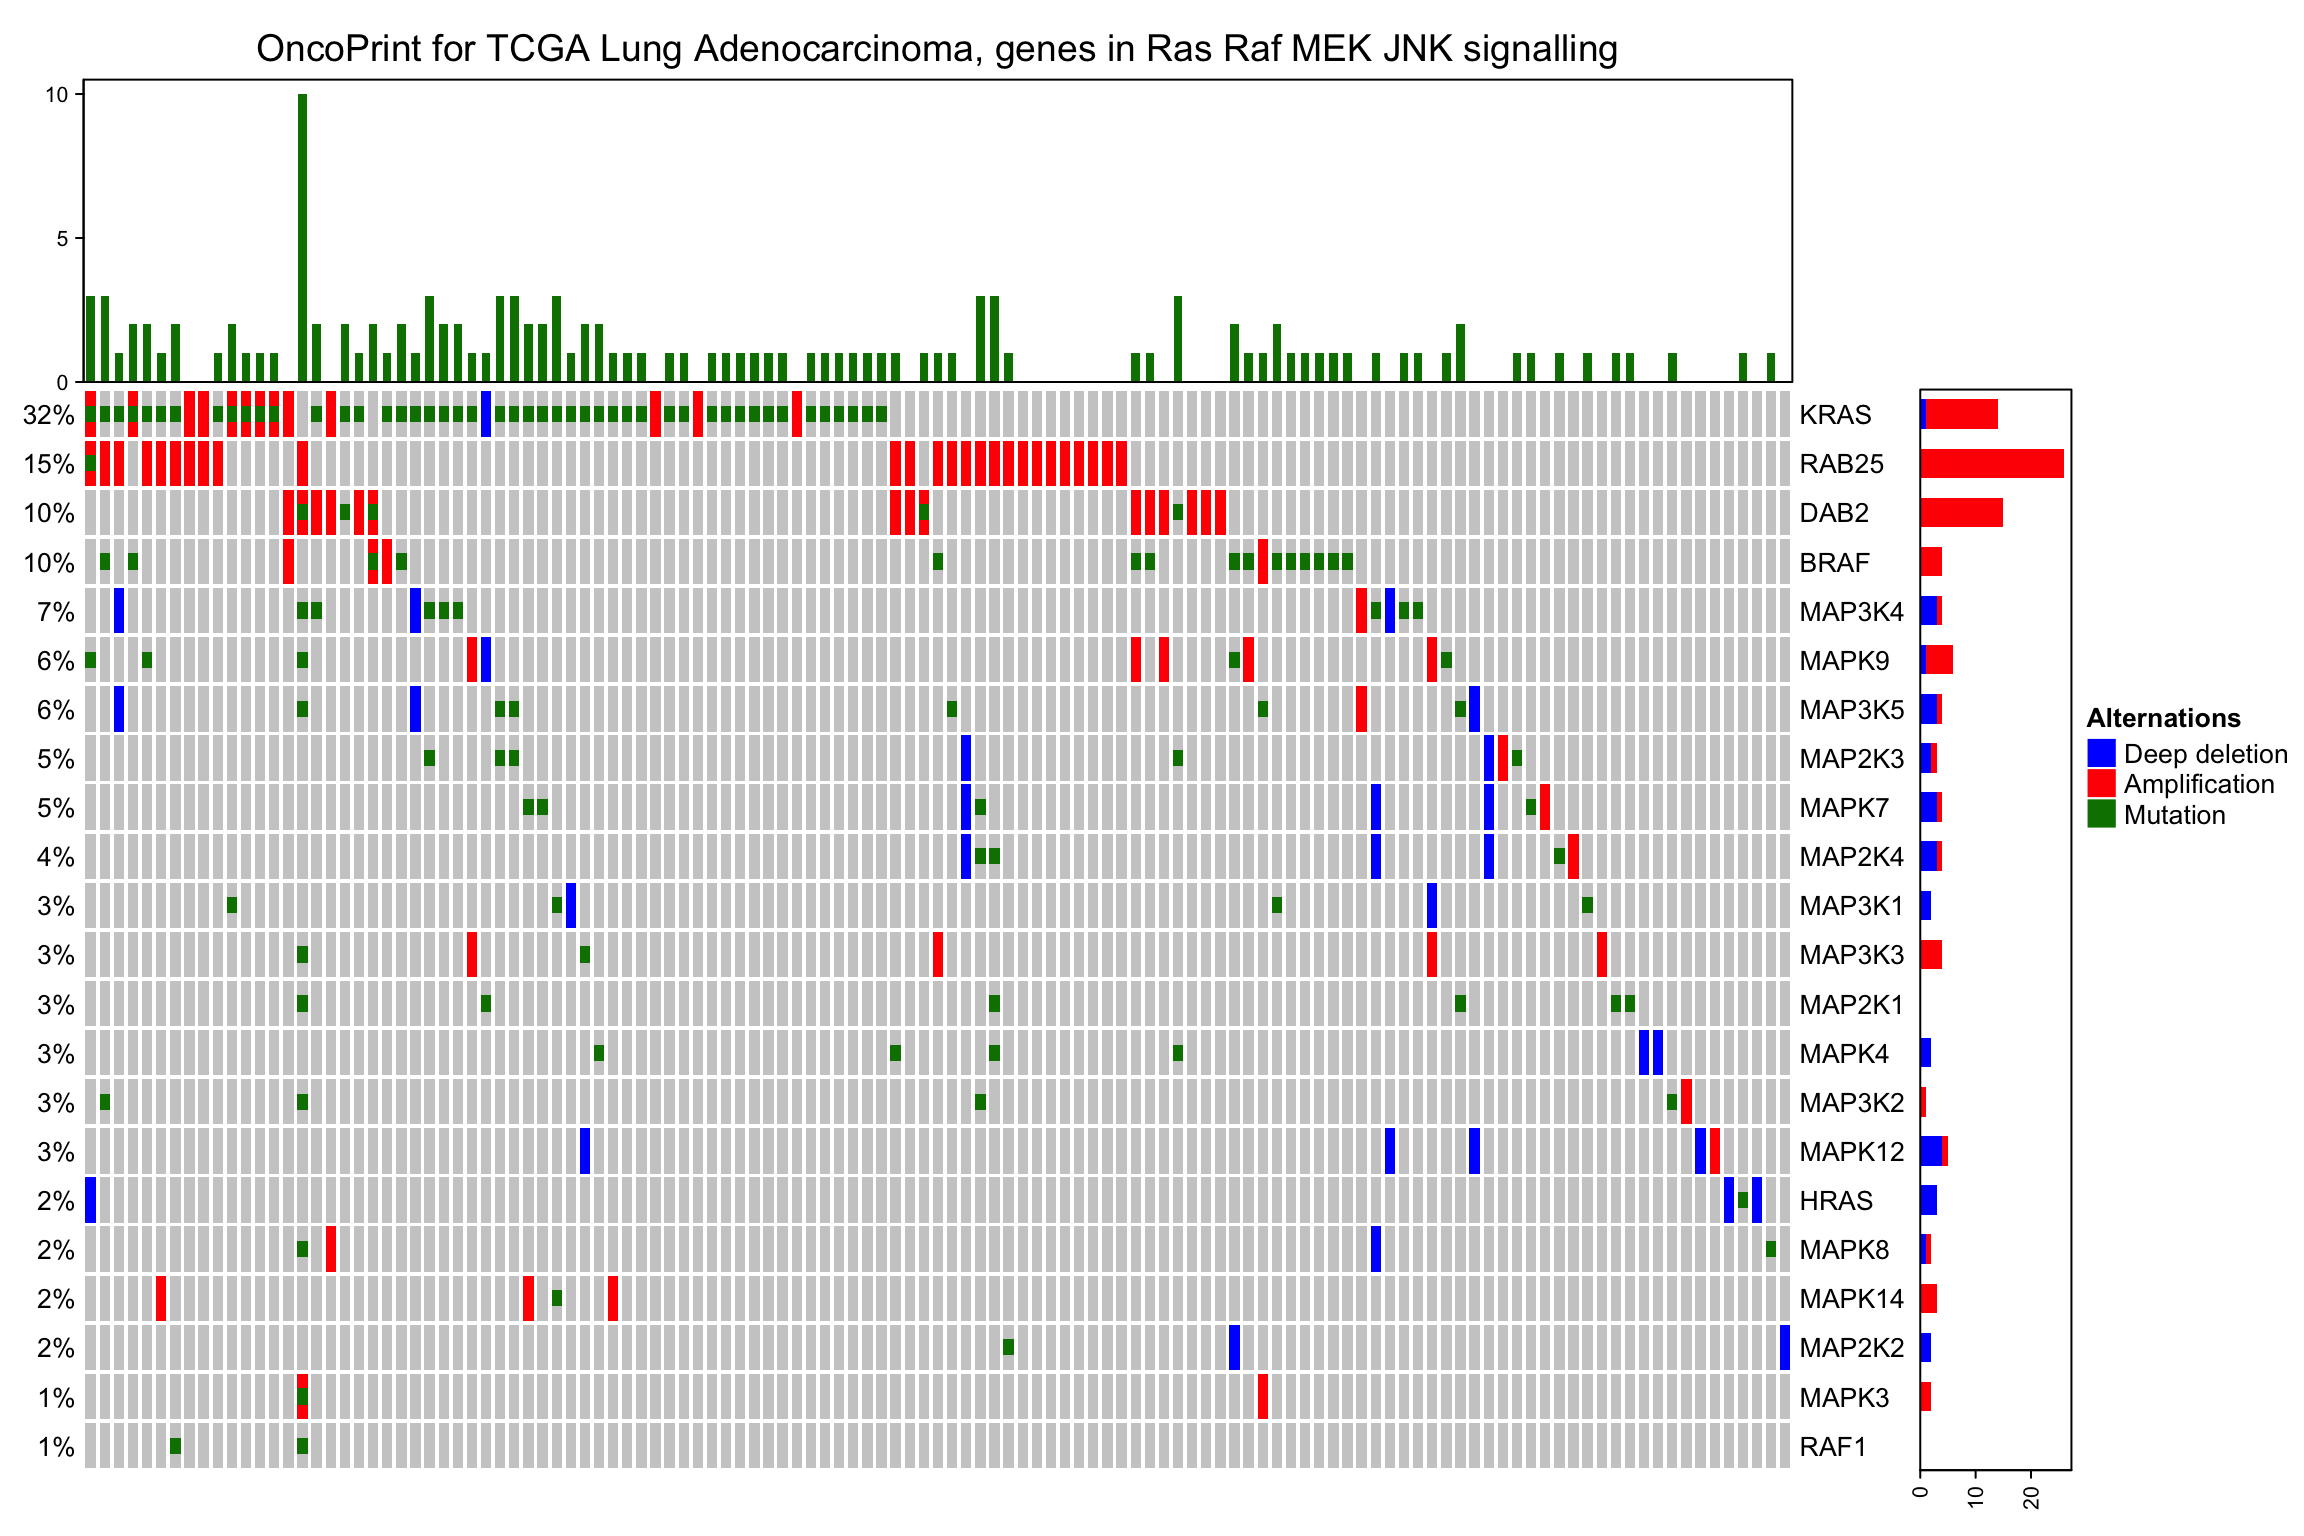 OncoPrint for TCGA Lung Adenocarcinoma, genes in Ras Raf MEK JNK signalling
10
5
0
32% KRAS
15% RAB25
10% DAB2
10% BRAF
7% MAP3K4
6% MAPK9
6% MAP3K5
5% MAP2K3
5% MAPK7
4% MAP2K4
3% MAP3K1
3% MAP3K3
3% MAP2K1
3% MAPK4
3% MAP3K2
3% MAPK12
2% HRAS
2% MAPK8
2% MAPK14
2% MAP2K2
1% MAPK3
1% RAF1
0 10 20
Alternations
Deep deletion
Amplification
Mutation